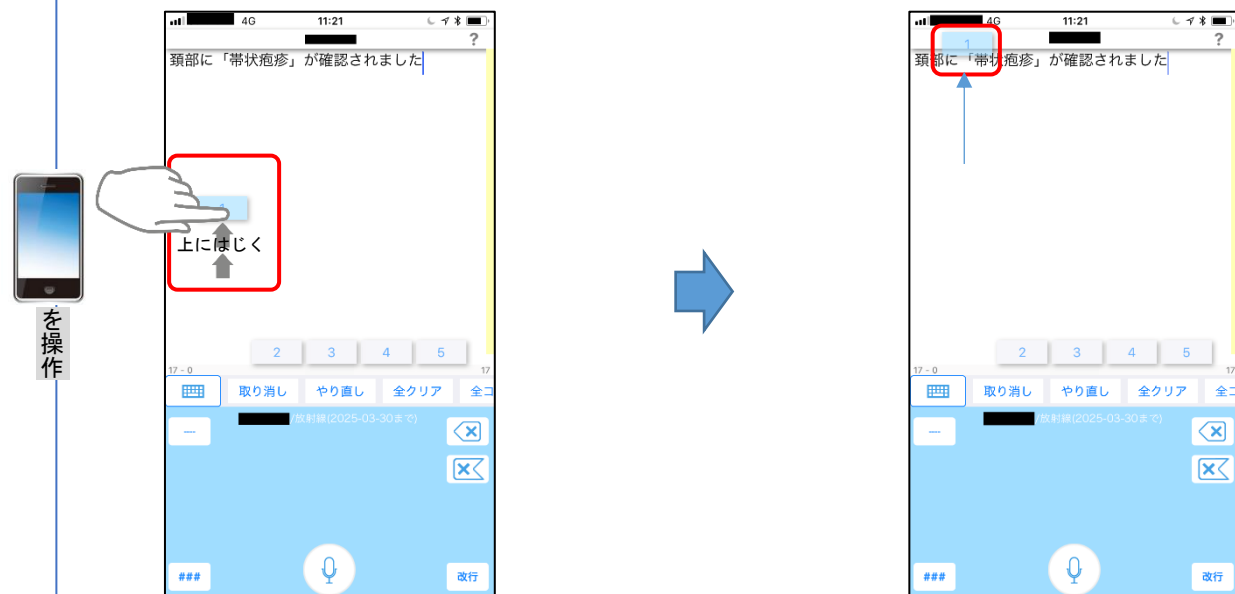 4G 11:21
?
頚部に「帯状疱疹」が確認されました
上にはじく
2 3 4 5
17 - 0 17
取り消し やり直し 全クリア 全コ
/放射線(2025-03-30まで)
###
改行
を操作
4G 11:21
?
1
頚部に「帯状疱疹」が確認されました
2 3 4 5
17 - 0 17
取り消し やり直し 全クリア 全コ
/放射線(2025-03-30まで)
###
改行